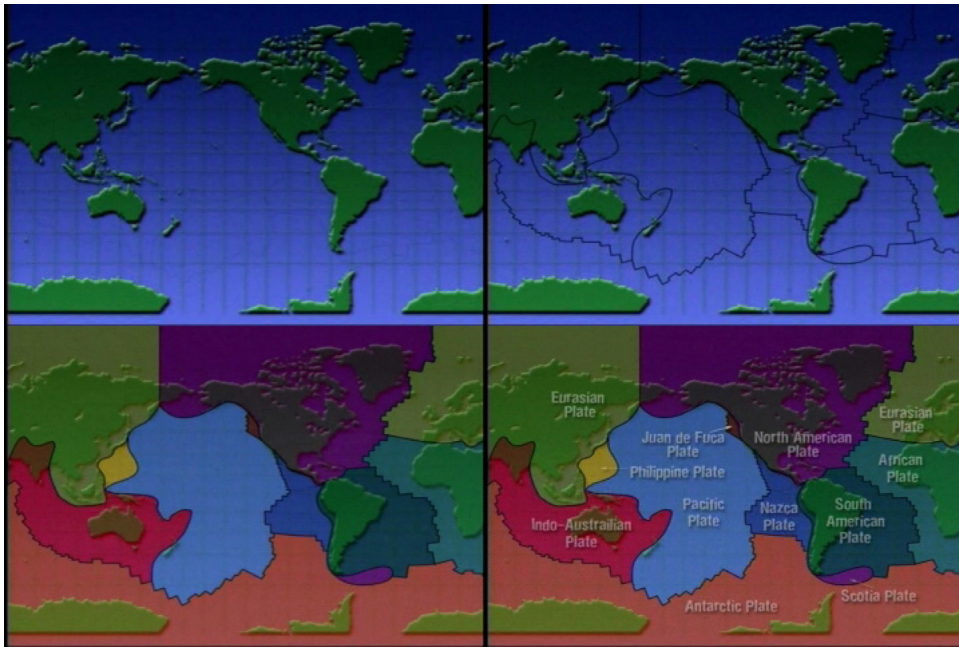 Eurasian
Plate
Eurasian
Plate
Juan de Fuca
Plate
North American
Plate
African
Plate
Philippine Plate
Pacific
Plate
Nazca
Plate
South
American
Plate
Indo-Austrailian
Plate
Antarctic Plate
Scotia Plate